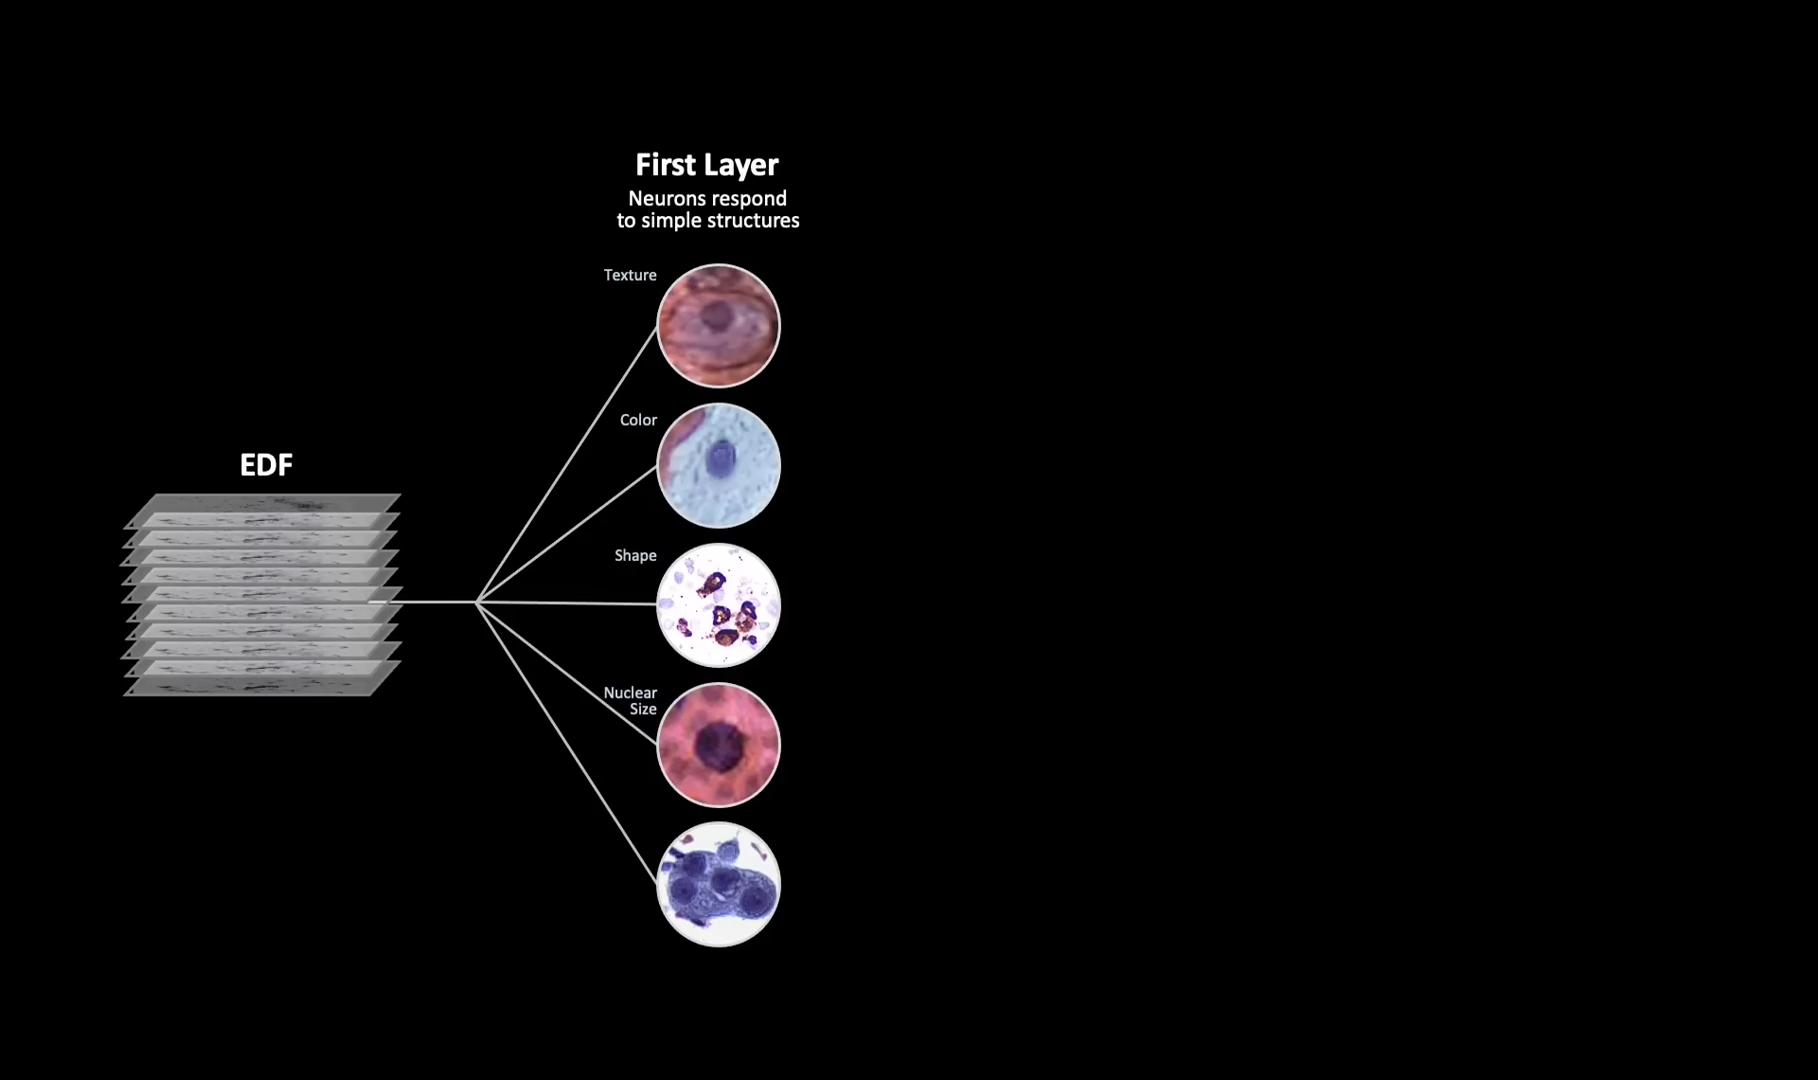 First Layer
Neurons respond
to simple structures
Texture
Color
EDF
Shape
Nuclear
Size